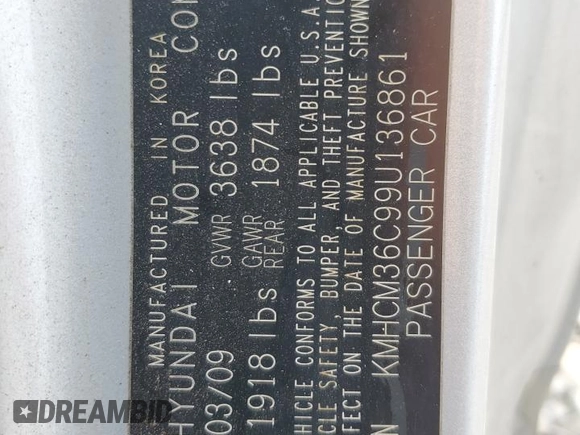 MANUFACTURED IN KOREA
HYUNDAI MOTOR COM
03/09 GVWR 3638 lbs
1918 lbs GAWR REAR 1874 lbs
HICLE CONFORMS TO ALL APPLICABLE U.S.A
CLE SAFETY, BUMPER, AND THEFT PREVENTIO
FECT ON THE DATE OF MANUFACTURE SHOWN
N KMHCM36C99U136861
PASSENGER CAR
DREAMBID